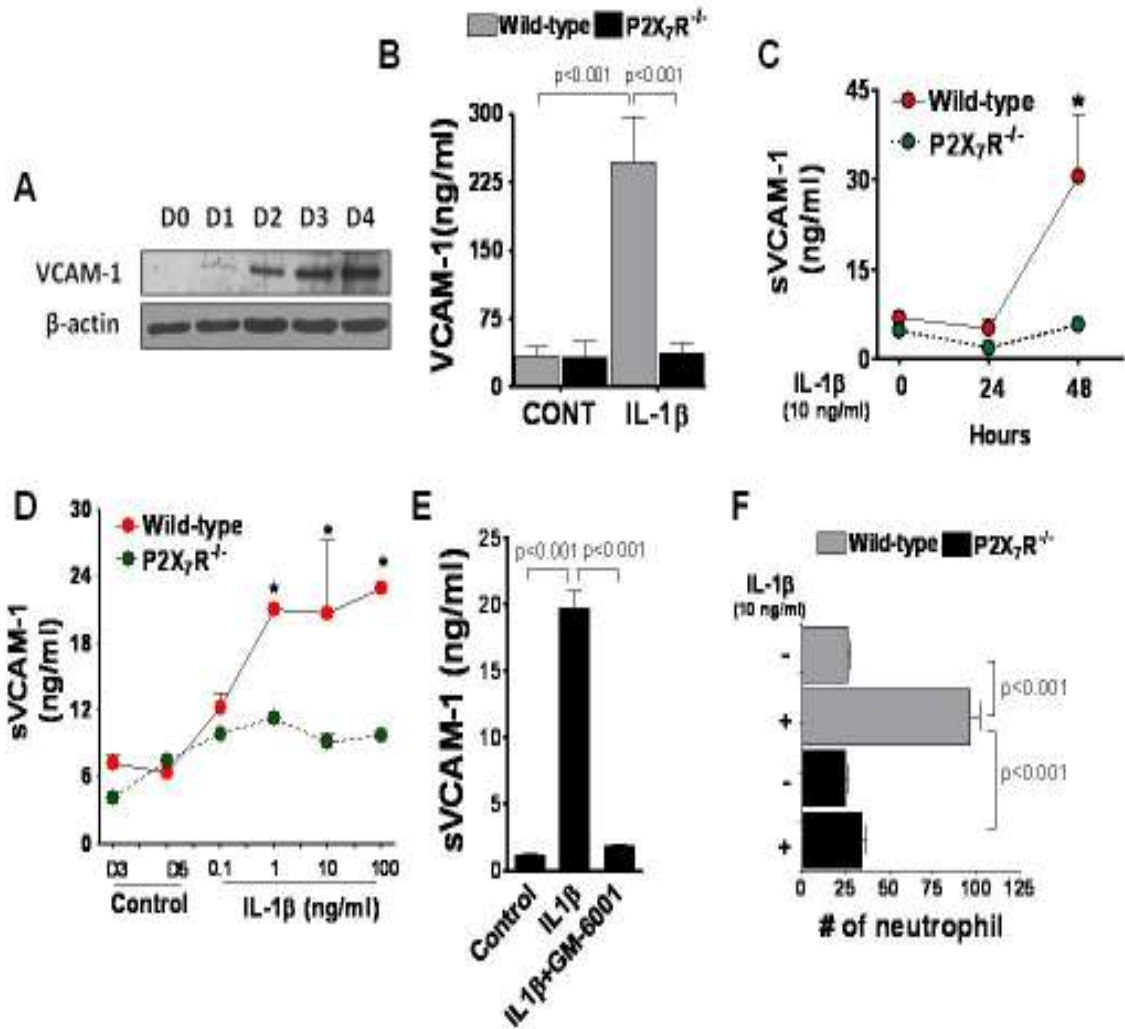 A
D0 D1 D2 D3 D4
VCAM-1
β-actin
B
Wild-type P2X₇R⁻/⁻
p<0.001 p<0.001
VCAM-1(ng/ml)
300
225
150
75
0
CONT IL-1β
C
Wild-type
P2X₇R⁻/⁻
*
sVCAM-1
(ng/ml)
45
30
15
0
IL-1β
(10 ng/ml)
0 24 48
Hours
D
Wild-type
P2X₇R⁻/⁻
sVCAM-1
(ng/ml)
30
24
18
12
6
0
* * *
D3 D5 0.1 1 10 100
Control IL-1β (ng/ml)
E
p<0.001 p<0.001
sVCAM-1 (ng/ml)
25
20
15
10
5
0
Control
IL1β
IL1β+GM-6001
F
Wild-type P2X₇R⁻/⁻
IL-1β
(10 ng/ml)
-
+
-
+
p<0.001
p<0.001
0 25 50 75 100 125
# of neutrophil